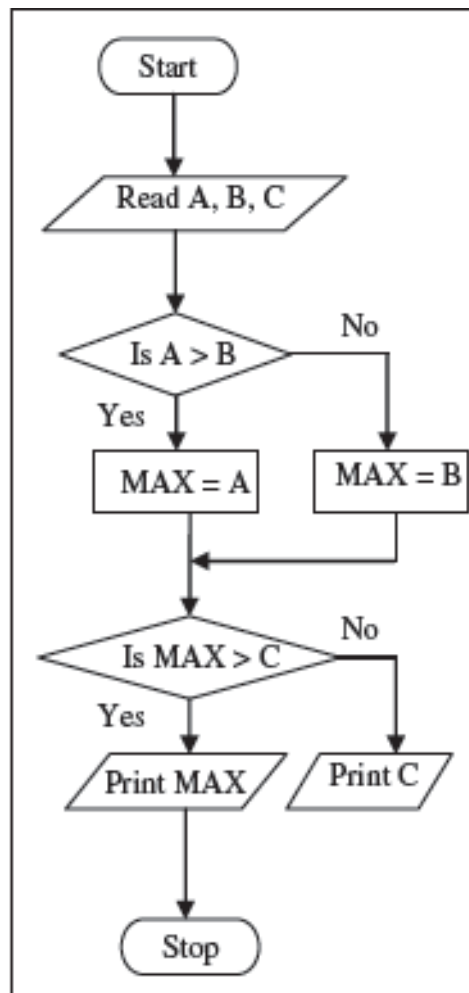 Start
Read A, B, C
Is A > B
No
Yes
MAX = A
MAX = B
Is MAX > C
No
Yes
Print MAX
Print C
Stop